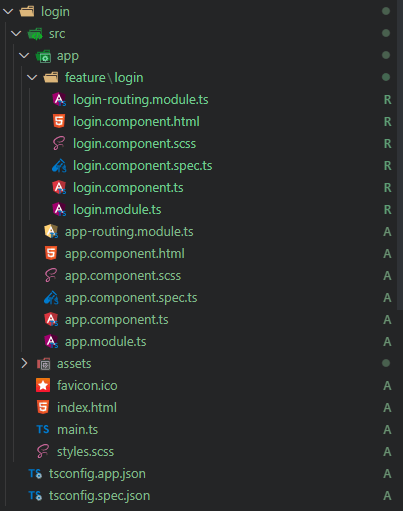 login
src
app
feature\login
login-routing.module.ts R
login.component.html R
login.component.scss R
login.component.spec.ts R
login.component.ts R
login.module.ts R
app-routing.module.ts A
app.component.html A
app.component.scss A
app.component.spec.ts A
app.component.ts A
app.module.ts A
assets
favicon.ico A
index.html A
TS main.ts A
styles.scss A
TS tsconfig.app.json A
TS tsconfig.spec.json A